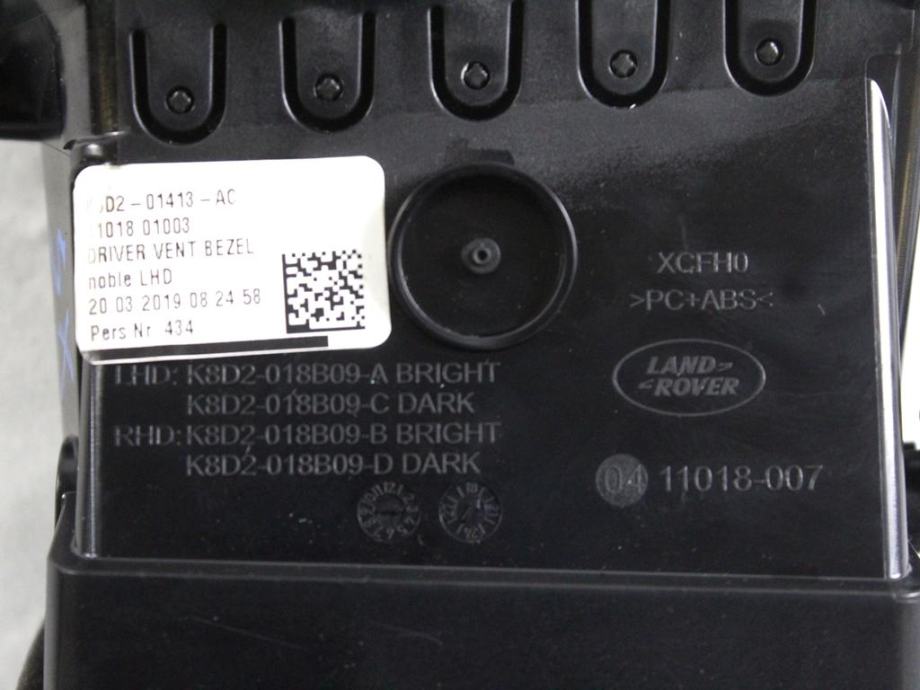 K8D2-01413-AC
11018 01003
DRIVER VENT BEZEL
noble LHD
20 03 2019 08 24 58
Pers Nr. 434
XCFH0
>PC+ABS<
LAND-
-ROVER
LHD: K8D2-018B09-A BRIGHT
K8D2-018B09-C DARK
RHD: K8D2-018B09-B BRIGHT
K8D2-018B09-D DARK
04 11018-007